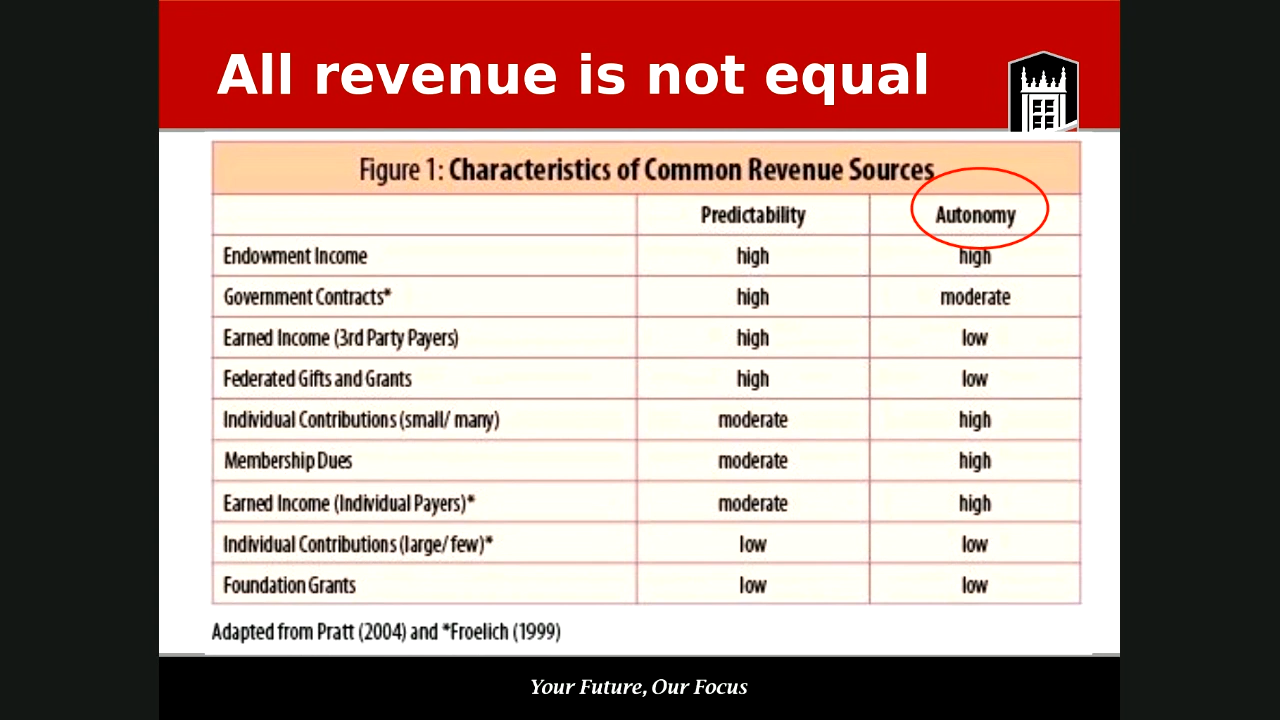 All revenue is not equal
Figure 1: Characteristics of Common Revenue Sources
Predictability Autonomy
Endowment Income high high
Government Contracts* high moderate
Earned Income (3rd Party Payers) high low
Federated Gifts and Grants high low
Individual Contributions (small/ many) moderate high
Membership Dues moderate high
Earned Income (Individual Payers)* moderate high
Individual Contributions (large/ few)* low low
Foundation Grants low low
Adapted from Pratt (2004) and *Froelich (1999)
Your Future, Our Focus